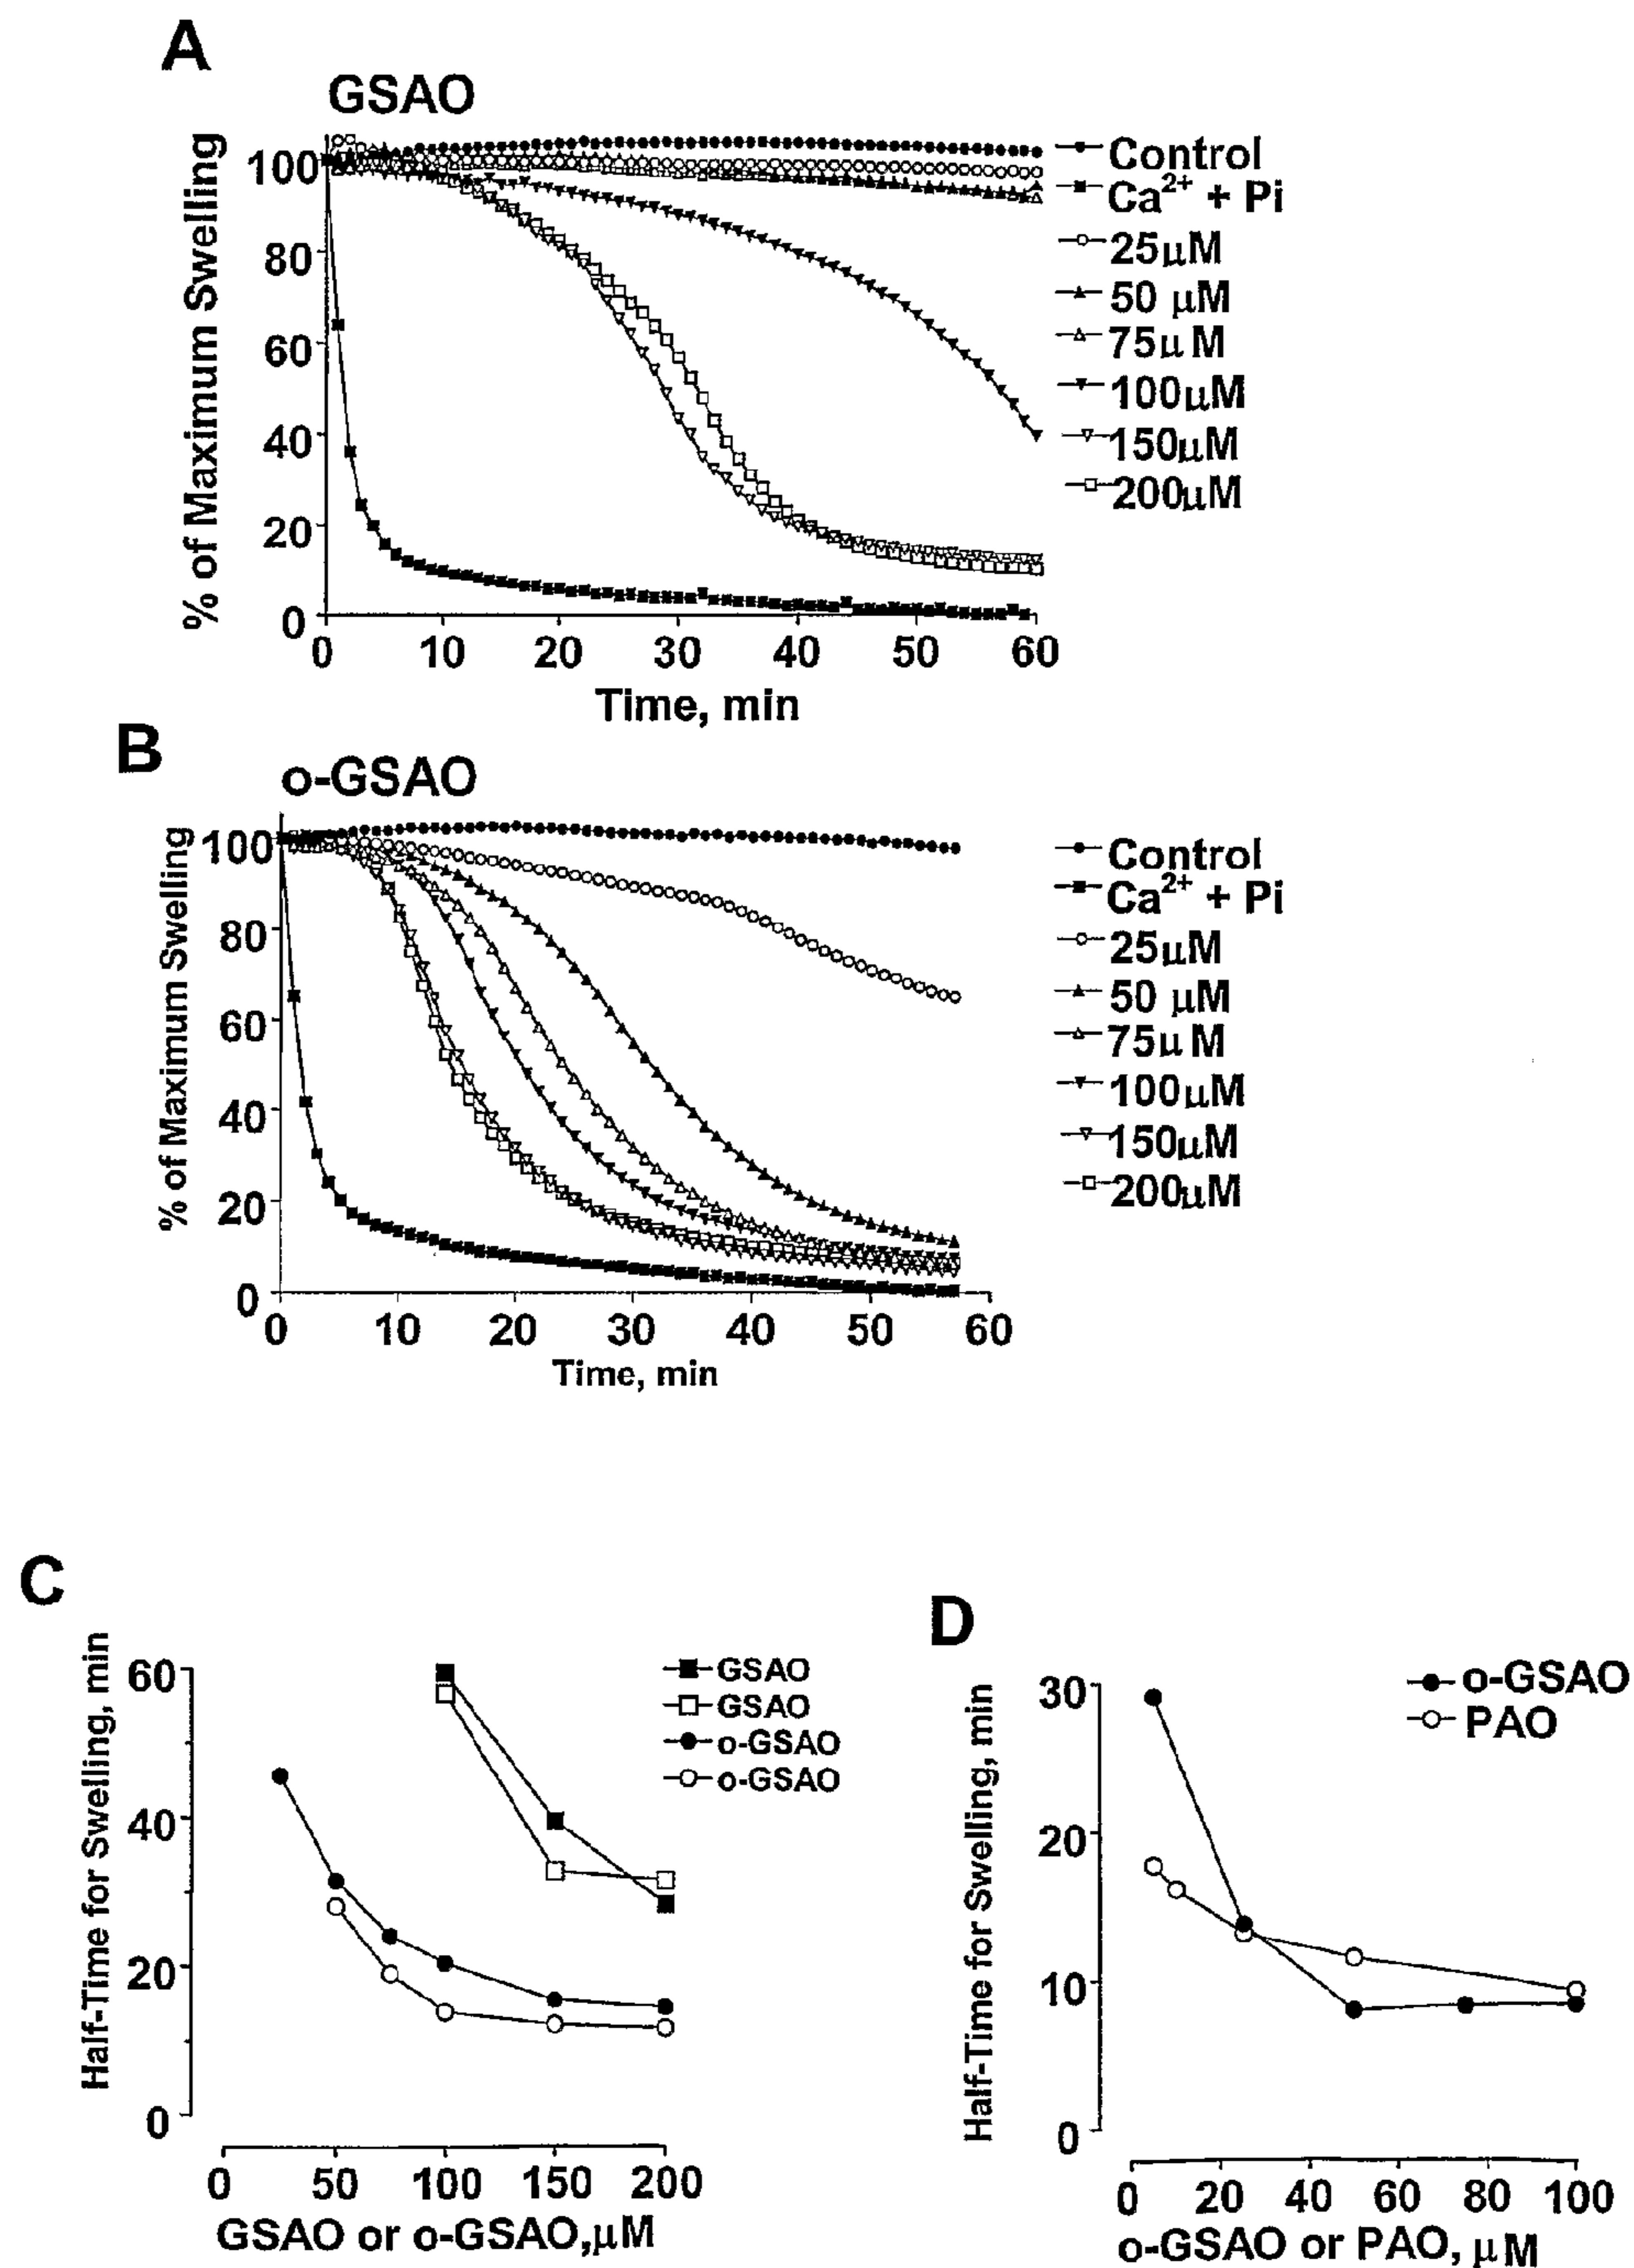 A
GSAO
% of Maximum Swelling
100
80
60
40
20
0
0 10 20 30 40 50 60
Time, min
Control
Ca2+ + Pi
25µM
50 µM
75µM
100µM
150µM
200µM
B
o-GSAO
% of Maximum Swelling
100
80
60
40
20
0
0 10 20 30 40 50 60
Time, min
Control
Ca2+ + Pi
25µM
50 µM
75µM
100µM
150µM
200µM
C
Half-Time for Swelling, min
60
40
20
0
0 50 100 150 200
GSAO or o-GSAO,µM
GSAO
GSAO
o-GSAO
o-GSAO
D
Half-Time for Swelling, min
30
20
10
0
0 20 40 60 80 100
o-GSAO or PAO, µM
o-GSAO
PAO